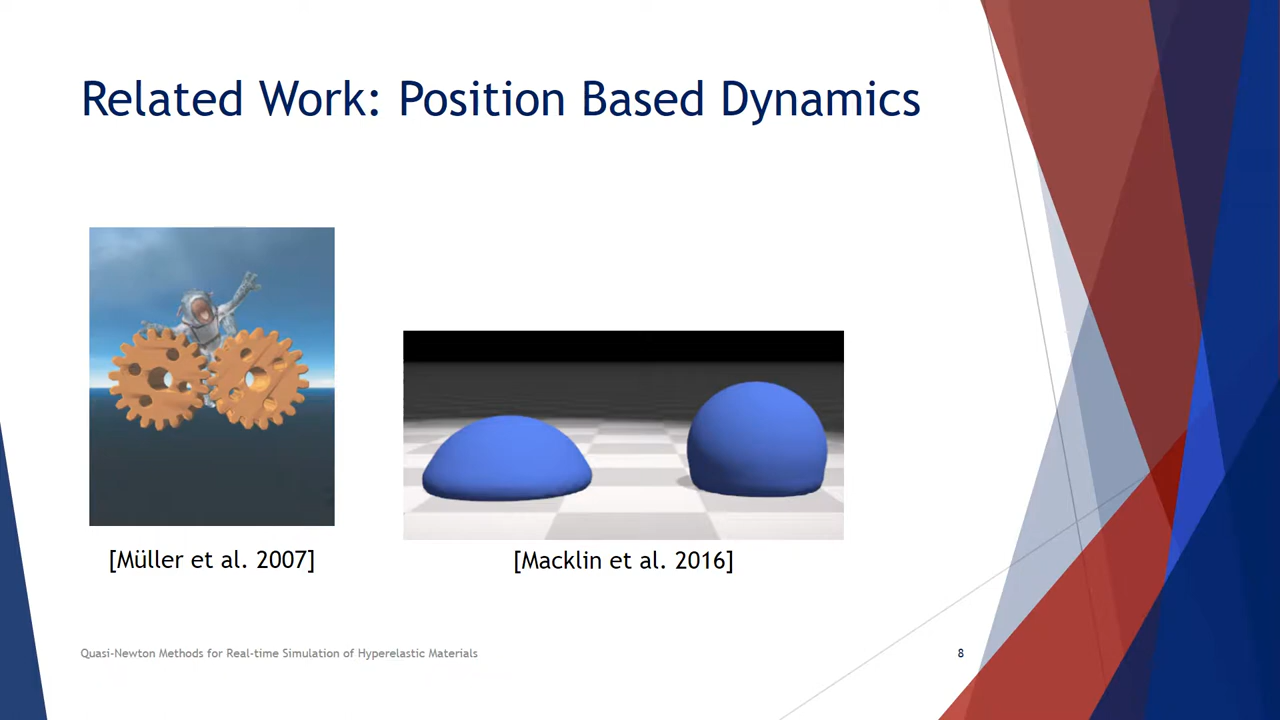 Related Work: Position Based Dynamics
[Müller et al. 2007]
[Macklin et al. 2016]
Quasi-Newton Methods for Real-time Simulation of Hyperelastic Materials
8